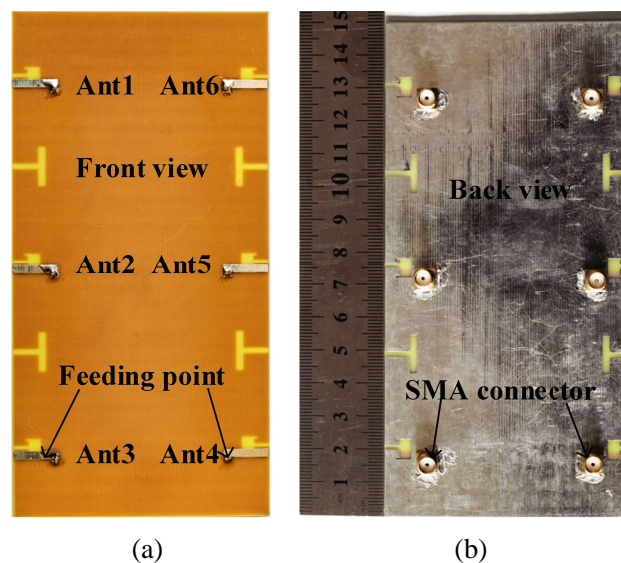 Ant1 Ant6
Front view
Ant2 Ant5
Feeding point
Ant3 Ant4
(a)
15
14
13
12
11
10
9
8
7
6
5
4
3
2
1
Back view
SMA connector
(b)